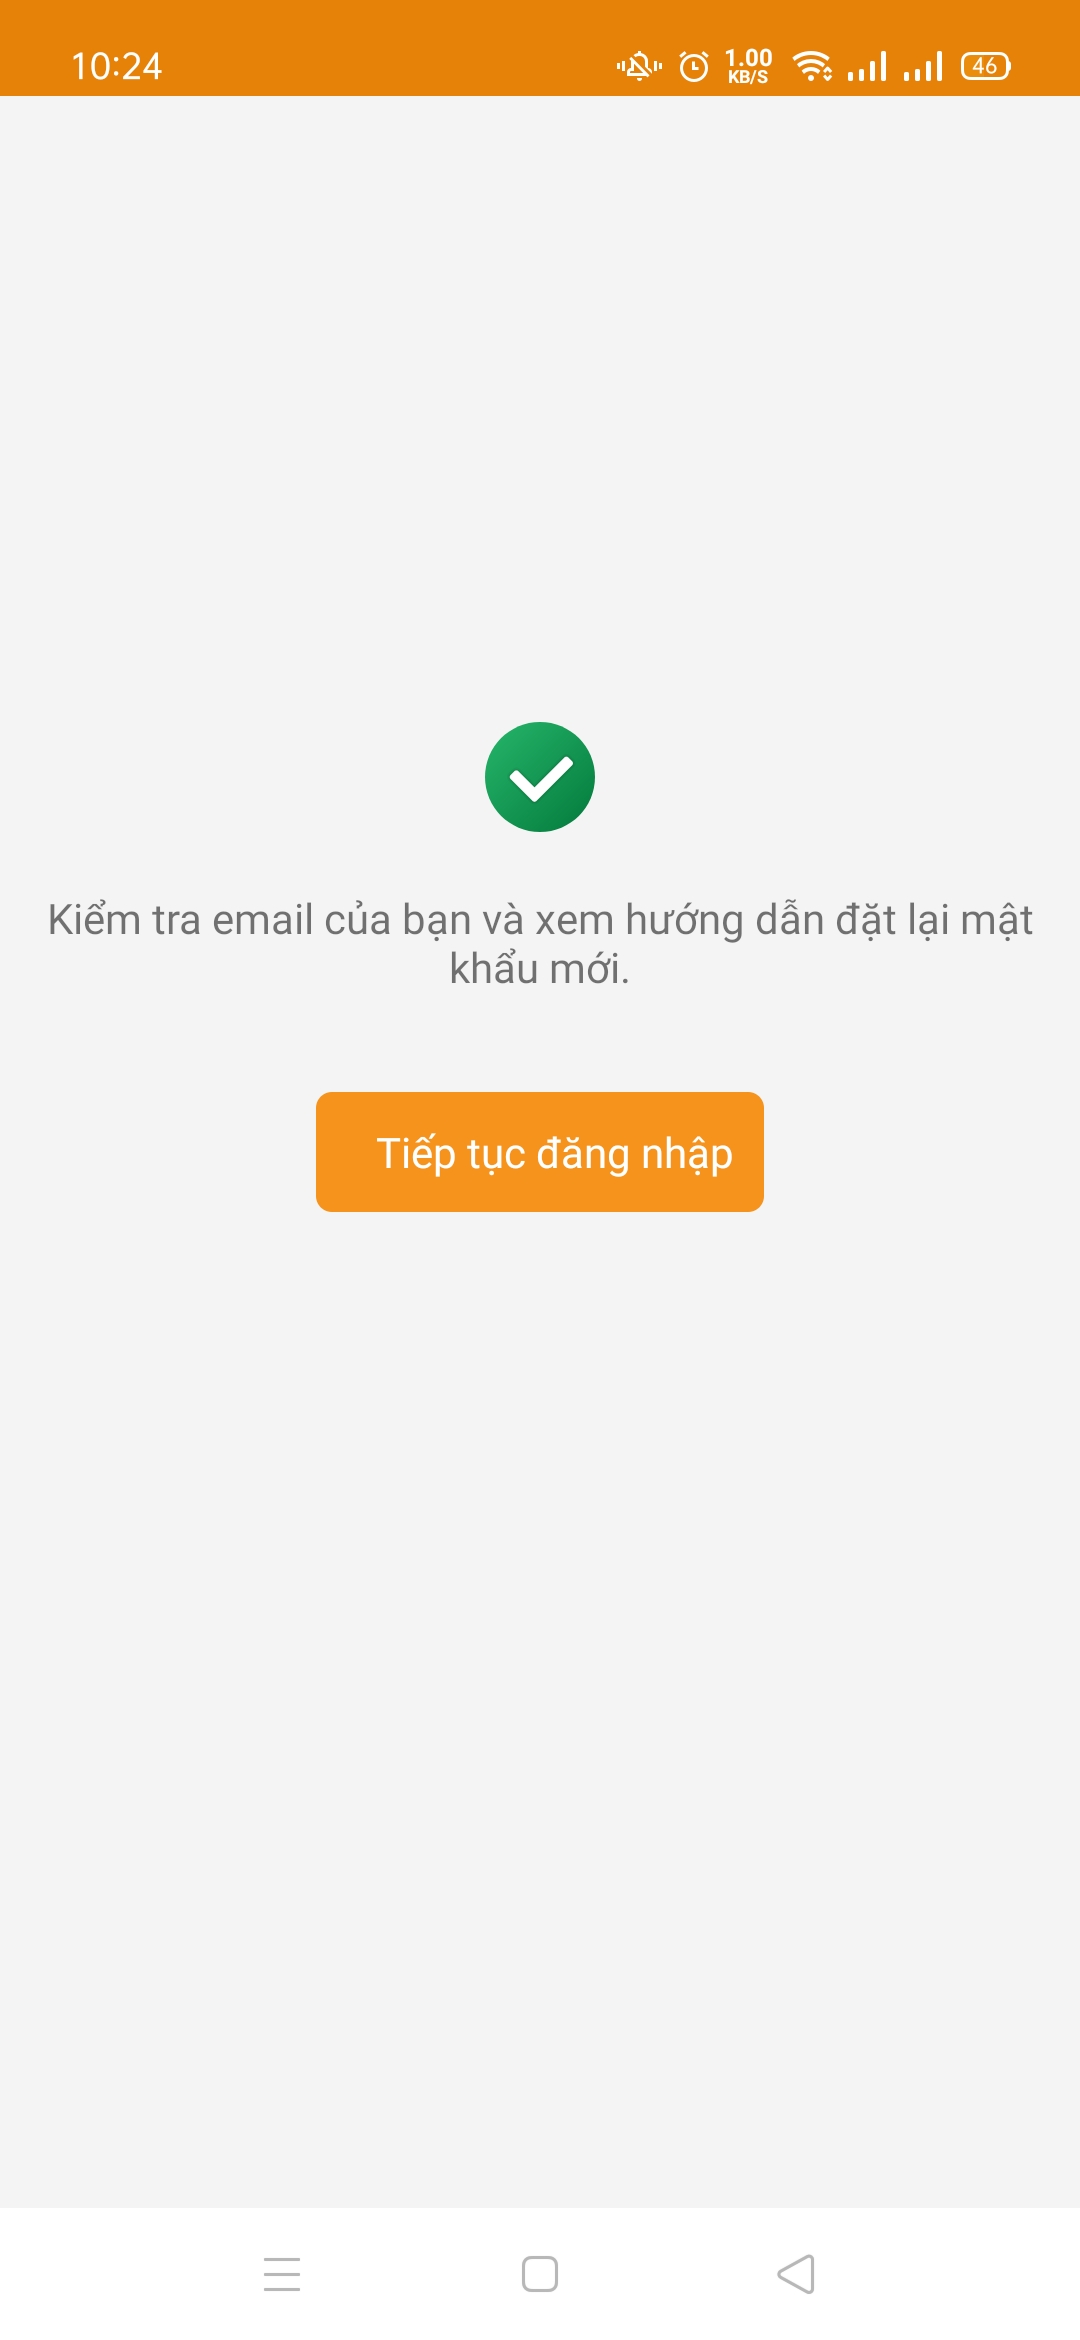 10:24
1.00
KB/S
46
Kiểm tra email của bạn và xem hướng dẫn đặt lại mật
khẩu mới.
Tiếp tục đăng nhập